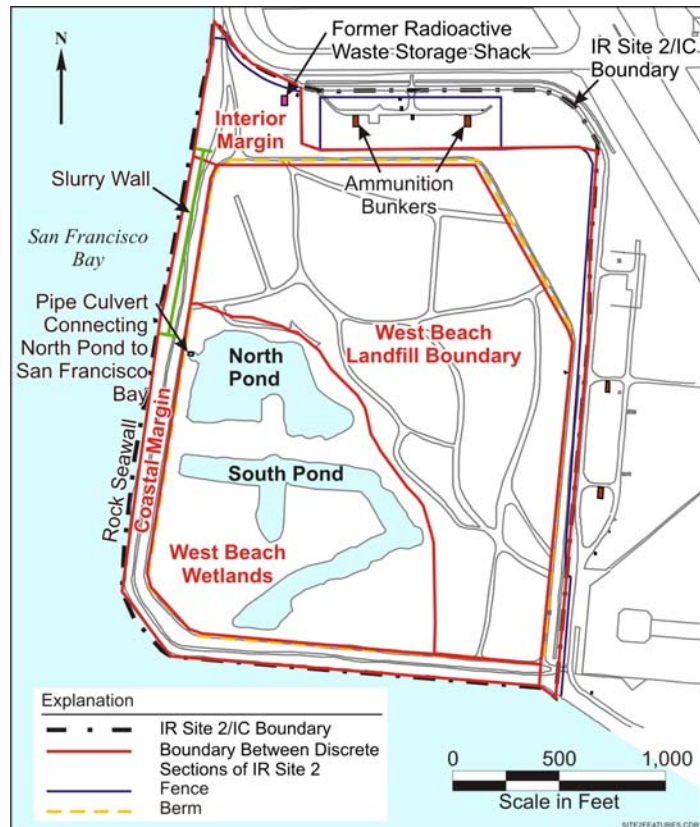 N
Former Radioactive
Waste Storage Shack
IR Site 2/IC
Boundary
Interior
Margin
Slurry Wall
Ammunition
Bunkers
San Francisco
Bay
Pipe Culvert
Connecting
North Pond to
San Francisco
Bay
West Beach
Landfill Boundary
North
Pond
Rock Seawall
Coastal Margin
South Pond
West Beach
Wetlands
Explanation
IR Site 2/IC Boundary
Boundary Between Discrete
Sections of IR Site 2
Fence
Berm
0 500 1,000
Scale in Feet
SITE2FEATURES.CDR